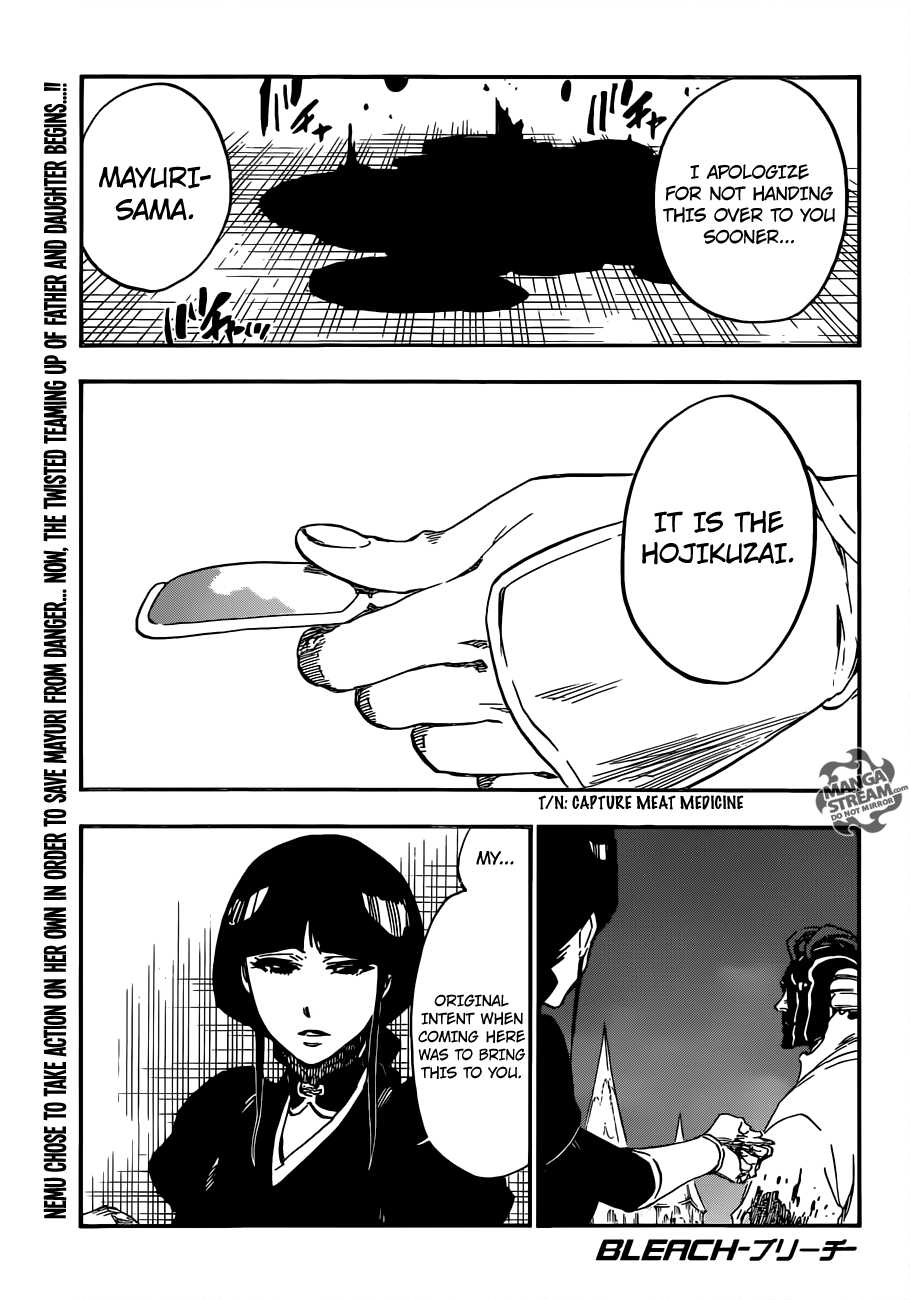 NEMU CHOSE TO TAKE ACTION ON HER OWN IN ORDER TO SAVE MAYURI FROM DANGER... NOW, THE TWISTED TEAMING UP OF FATHER AND DAUGHTER BEGINS...!!
I APOLOGIZE
FOR NOT HANDING
THIS OVER TO YOU
SOONER...
MAYURI-
SAMA.
IT IS THE
HOJIKUZAI.
T/N: CAPTURE MEAT MEDICINE
MANGA
STREAM.com
DO NOT MIRROR
MY...
ORIGINAL
INTENT WHEN
COMING HERE
WAS TO BRING
THIS TO YOU.
BLEACH-ブリーチ